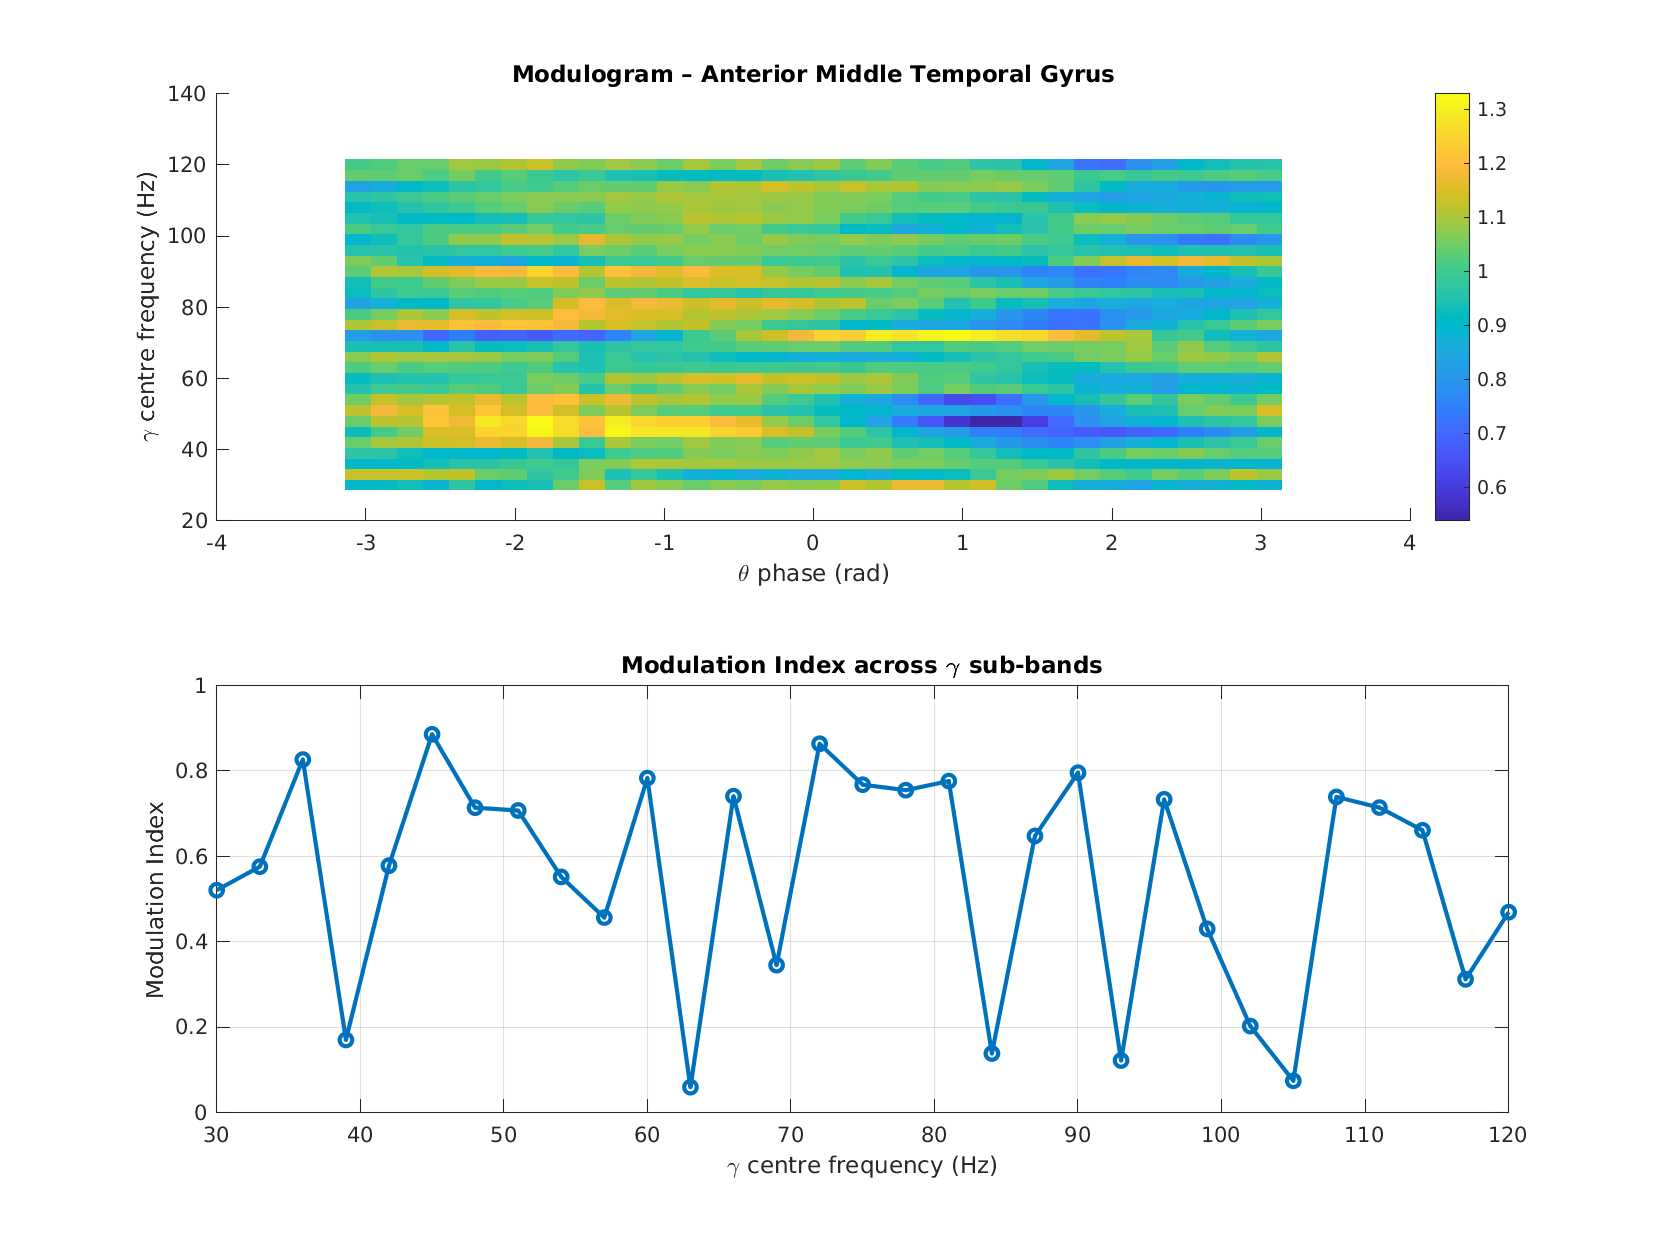 Modulogram – Anterior Middle Temporal Gyrus
γ centre frequency (Hz)
140
120
100
80
60
40
20
-4 -3 -2 -1 0 1 2 3 4
θ phase (rad)
1.3
1.2
1.1
1
0.9
0.8
0.7
0.6
Modulation Index across γ sub-bands
Modulation Index
1
0.8
0.6
0.4
0.2
0
30 40 50 60 70 80 90 100 110 120
γ centre frequency (Hz)